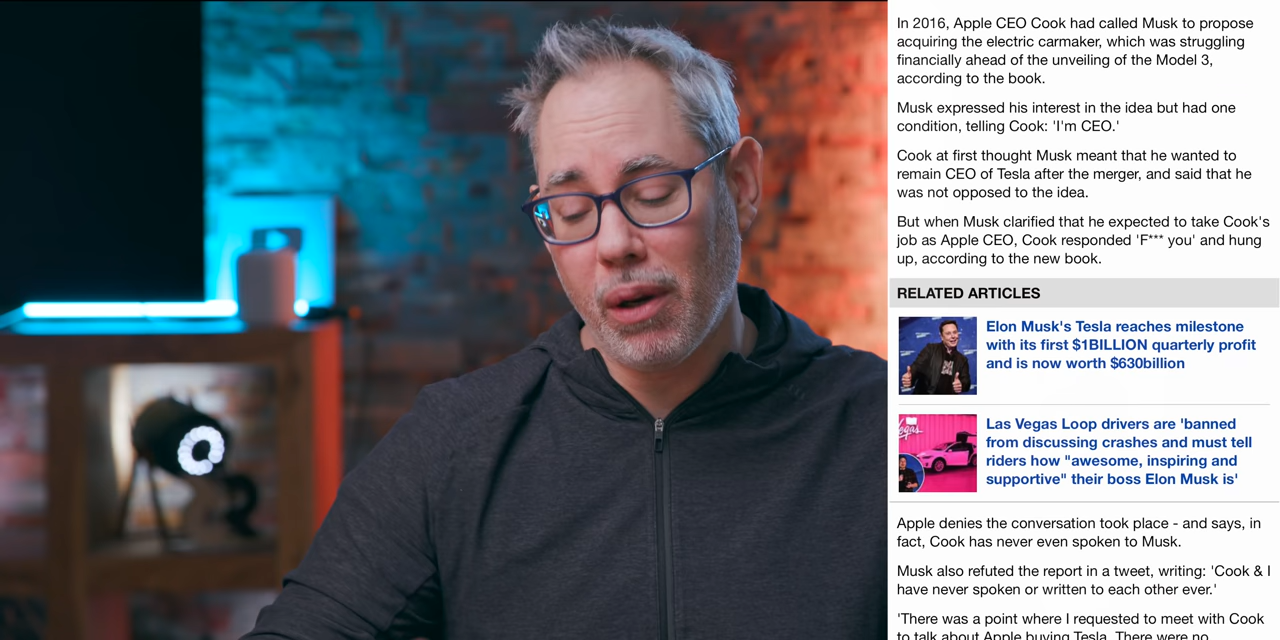 In 2016, Apple CEO Cook had called Musk to propose
acquiring the electric carmaker, which was struggling
financially ahead of the unveiling of the Model 3,
according to the book.
Musk expressed his interest in the idea but had one
condition, telling Cook: 'I'm CEO.'
Cook at first thought Musk meant that he wanted to
remain CEO of Tesla after the merger, and said that he
was not opposed to the idea.
But when Musk clarified that he expected to take Cook's
job as Apple CEO, Cook responded 'F*** you' and hung
up, according to the new book.
RELATED ARTICLES
Elon Musk's Tesla reaches milestone
with its first $1BILLION quarterly profit
and is now worth $630billion
Las Vegas Loop drivers are 'banned
from discussing crashes and must tell
riders how "awesome, inspiring and
supportive" their boss Elon Musk is'
Apple denies the conversation took place - and says, in
fact, Cook has never even spoken to Musk.
Musk also refuted the report in a tweet, writing: 'Cook & I
have never spoken or written to each other ever.'
'There was a point where I requested to meet with Cook
to talk about Apple buying Tesla. There were no